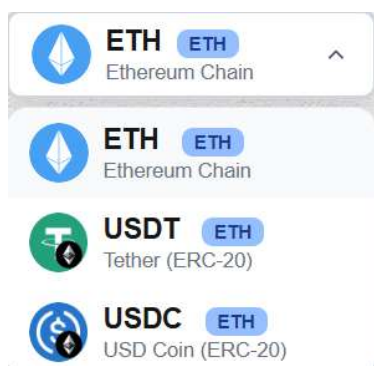 ETH ETH
Ethereum Chain
ETH ETH
Ethereum Chain
USDT ETH
Tether (ERC-20)
USDC ETH
USD Coin (ERC-20)